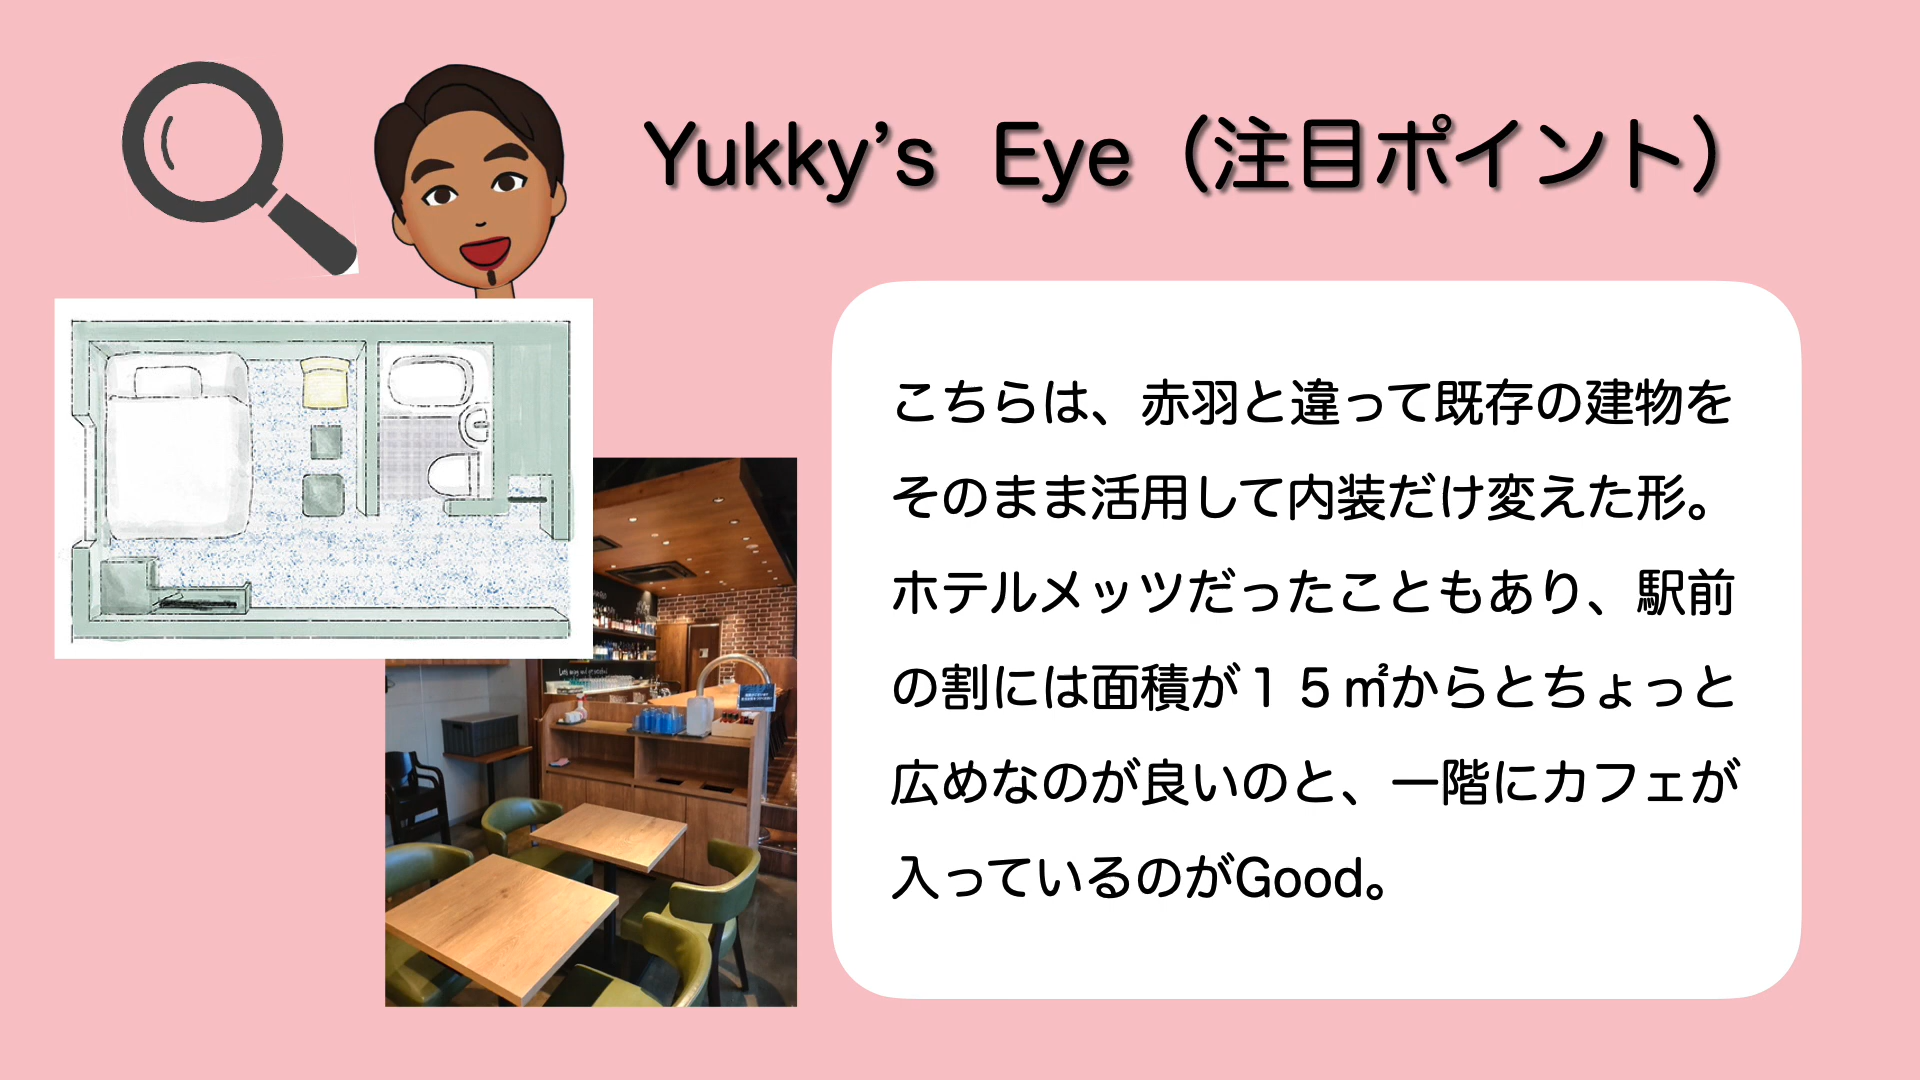 Yukky’s Eye（注目ポイント）
こちらは、赤羽と違って既存の建物を
そのまま活用して内装だけ変えた形。
ホテルメッツだったこともあり、駅前
の割には面積が１５㎡からとちょっと
広めなのが良いのと、一階にカフェが
入っているのがGood。